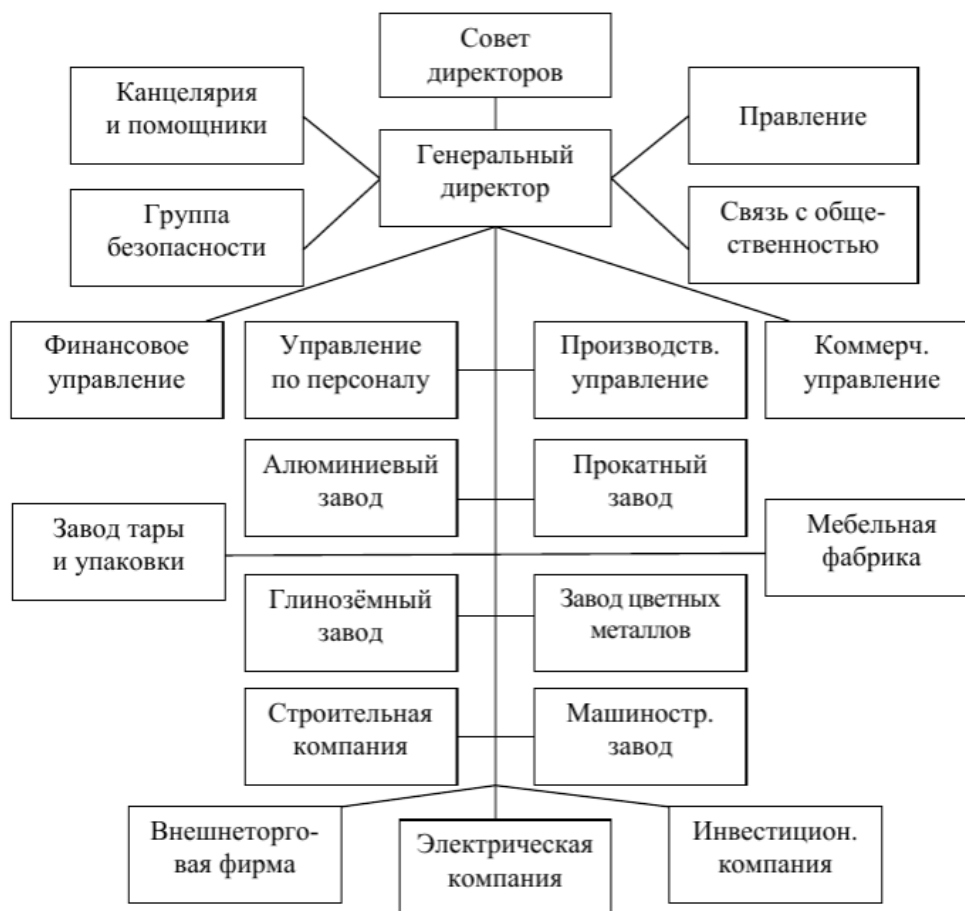 Совет
директоров
Канцелярия
и помощники
Правление
Генеральный
директор
Группа
безопасности
Связь с обще-
ственностью
Финансовое
управление
Управление
по персоналу
Производств.
управление
Коммерч.
управление
Алюминиевый
завод
Прокатный
завод
Завод тары
и упаковки
Мебельная
фабрика
Глинозёмный
завод
Завод цветных
металлов
Строительная
компания
Машиностр.
завод
Внешнеторго-
вая фирма
Электрическая
компания
Инвестицион.
компания